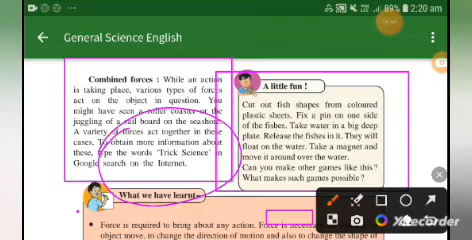 89% 2:20 am
General Science English
Combined forces : While an action
is taking place, various types of forces
act on the object in question. You
might have seen a roller coaster or the
juggling of a sail board on the seashore.
A variety of forces act together in these
cases. To obtain more information about
these, type the words 'Trick Science' in
Google search on the Internet.
A little fun !
Cut out fish shapes from coloured
plastic sheets. Fix a pin on one side
of the fishes. Take water in a big deep
plate. Release the fishes in it. They will
float on the water. Take a magnet and
move it around over the water.
Can you make other games like this?
What makes such games possible?
What we have learnt-
• Force is required to bring about any action. Force is necessary
object move, to change the direction of motion and also to change the shape of